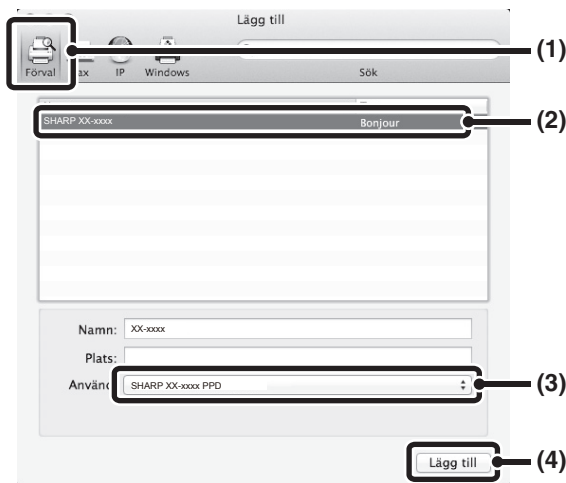 Lägg till
(1)
Förval IP Windows Sök
SHARP XX-xxxx Bonjour
(2)
Namn: XX-xxxx
Plats:
Använd SHARP XX-xxxx PPD
(3)
Lägg till
(4)